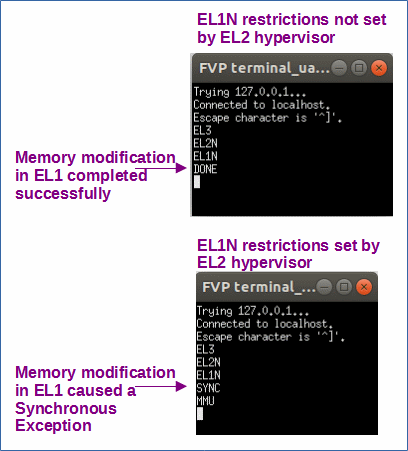 EL1N restrictions not set
by EL2 hypervisor
FVP terminal_ua...
Trying 127.0.0.1...
Connected to localhost.
Escape character is '^]'.
EL3
EL2N
EL1N
DONE
Memory modification
in EL1 completed
successfully
EL1N restrictions set by
EL2 hypervisor
FVP terminal_...
Trying 127.0.0.1...
Connected to localhost.
Escape character is '^]'.
EL3
EL2N
EL1N
SYNC
MMU
Memory modification
in EL1 caused a
Synchronous
Exception